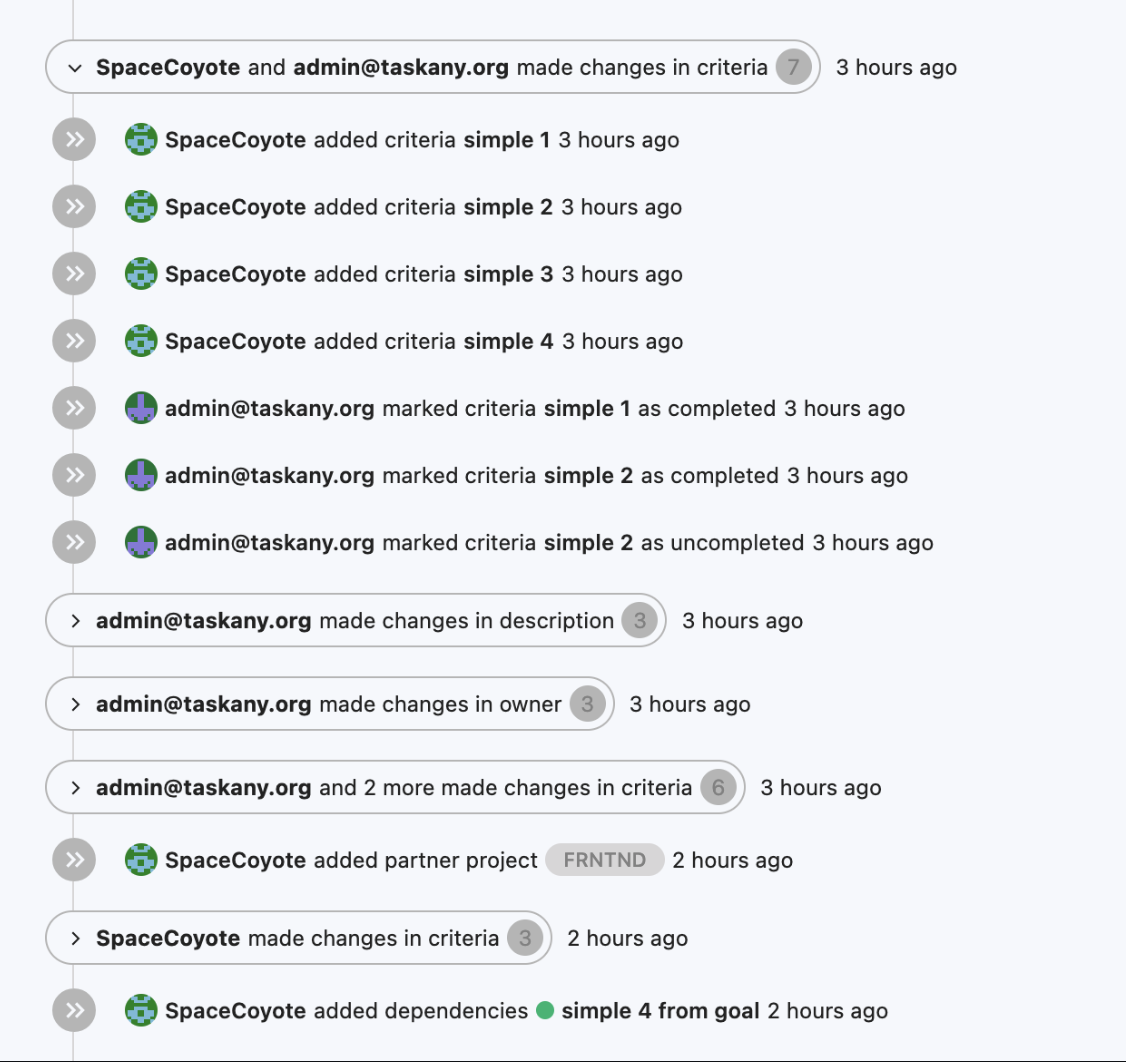 SpaceCoyote and admin@taskany.org made changes in criteria 7 3 hours ago
SpaceCoyote added criteria simple 1 3 hours ago
SpaceCoyote added criteria simple 2 3 hours ago
SpaceCoyote added criteria simple 3 3 hours ago
SpaceCoyote added criteria simple 4 3 hours ago
admin@taskany.org marked criteria simple 1 as completed 3 hours ago
admin@taskany.org marked criteria simple 2 as completed 3 hours ago
admin@taskany.org marked criteria simple 2 as uncompleted 3 hours ago
admin@taskany.org made changes in description 3 3 hours ago
admin@taskany.org made changes in owner 3 3 hours ago
admin@taskany.org and 2 more made changes in criteria 6 3 hours ago
SpaceCoyote added partner project FRNTND 2 hours ago
SpaceCoyote made changes in criteria 3 2 hours ago
SpaceCoyote added dependencies simple 4 from goal 2 hours ago